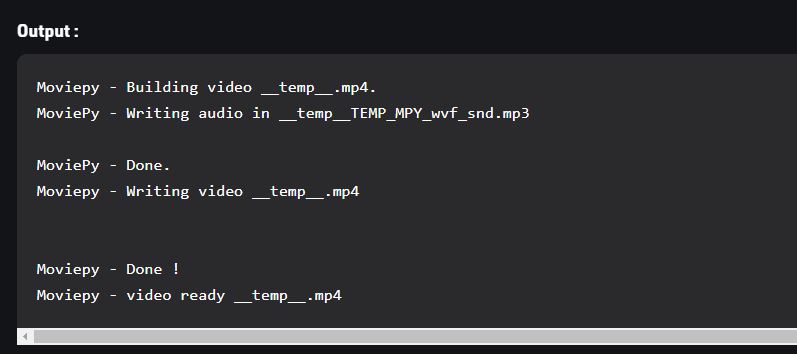 Output :
Moviepy - Building video __temp__.mp4.
MoviePy - Writing audio in __temp__TEMP_MPY_wvf_snd.mp3
MoviePy - Done.
Moviepy - Writing video __temp__.mp4
Moviepy - Done !
Moviepy - video ready __temp__.mp4